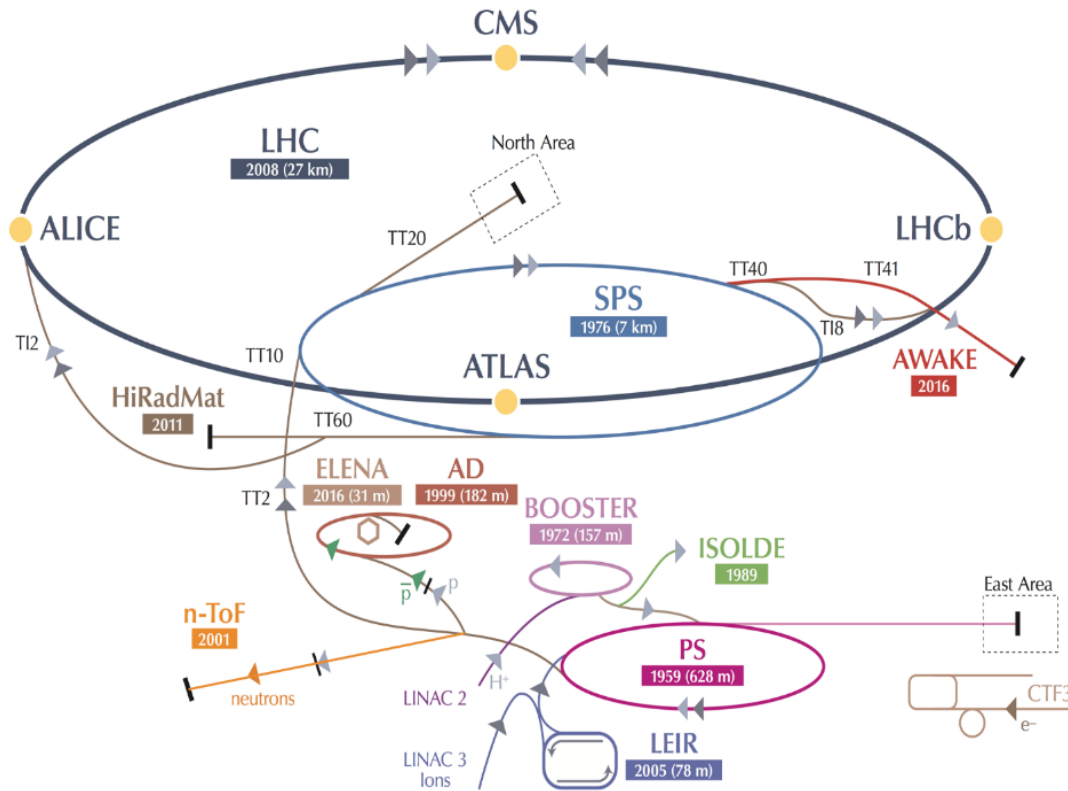 CMS
LHC
2008 (27 km)
North Area
ALICE
TT20
LHCb
TT40
TT41
SPS
1976 (7 km)
TI2
TT10
TI8
ATLAS
AWAKE
2016
HiRadMat
2011
TT60
ELENA
2016 (31 m)
AD
1999 (182 m)
TT2
BOOSTER
1972 (157 m)
ISOLDE
1989
p̅
p
East Area
n-ToF
2001
PS
1959 (628 m)
neutrons
LINAC 2
H⁺
CTF3
e⁻
LEIR
2005 (78 m)
LINAC 3
Ions